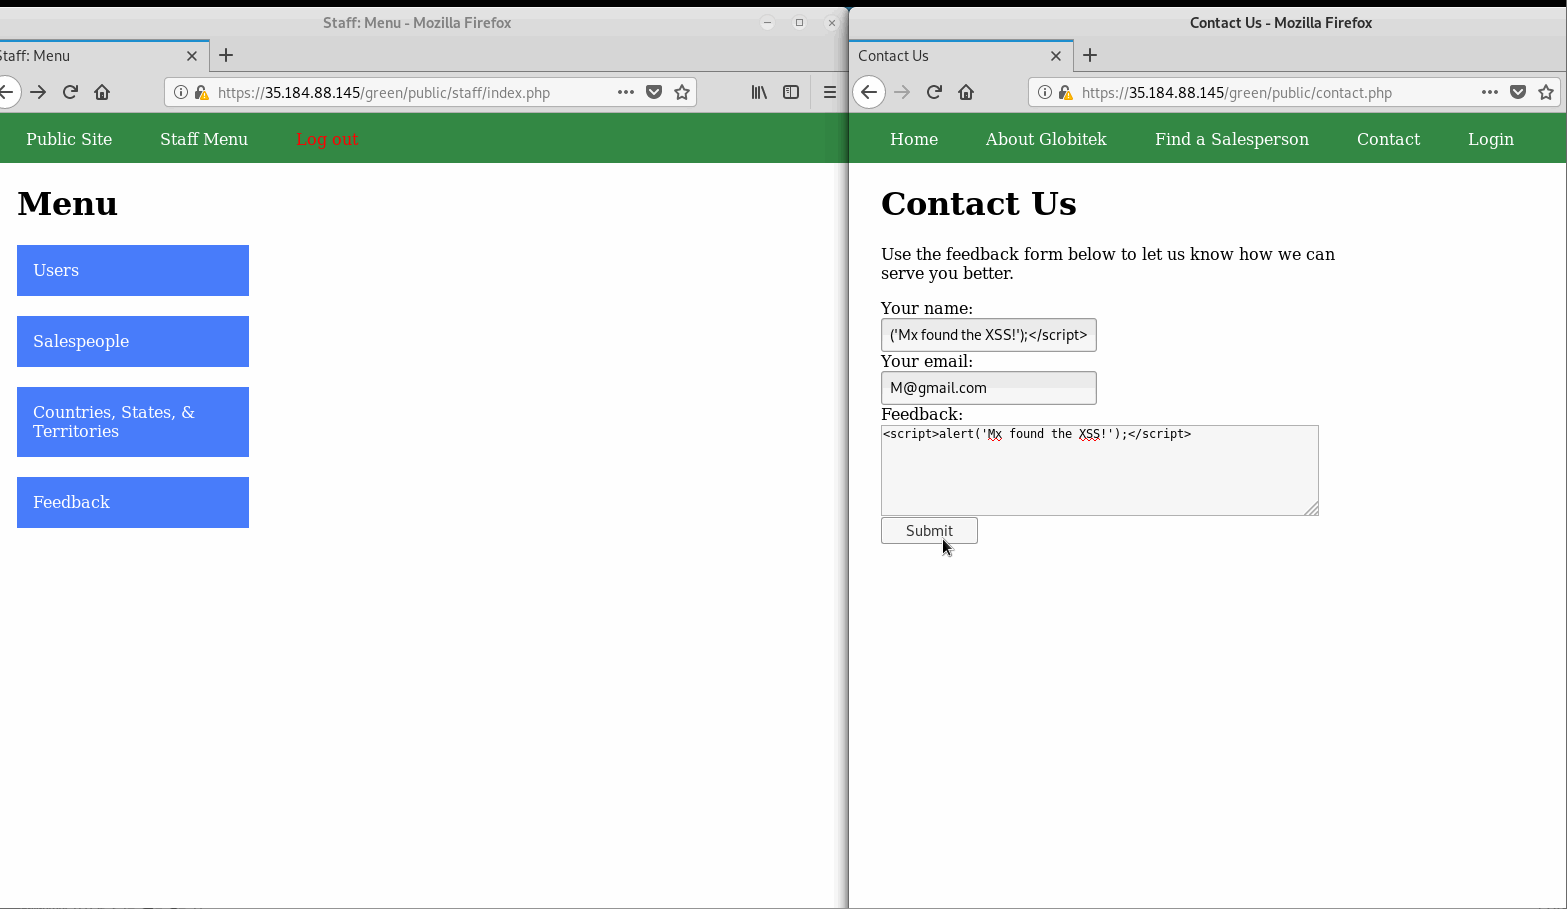 Staff: Menu - Mozilla Firefox
Staff: Menu
https://35.184.88.145/green/public/staff/index.php
Public Site Staff Menu Log out
Menu
Users
Salespeople
Countries, States, &
Territories
Feedback
Contact Us - Mozilla Firefox
Contact Us
https://35.184.88.145/green/public/contact.php
Home About Globitek Find a Salesperson Contact Login
Contact Us
Use the feedback form below to let us know how we can
serve you better.
Your name:
('Mx found the XSS!');</script>
Your email:
M@gmail.com
Feedback:
<script>alert('Mx found the XSS!');</script>
Submit